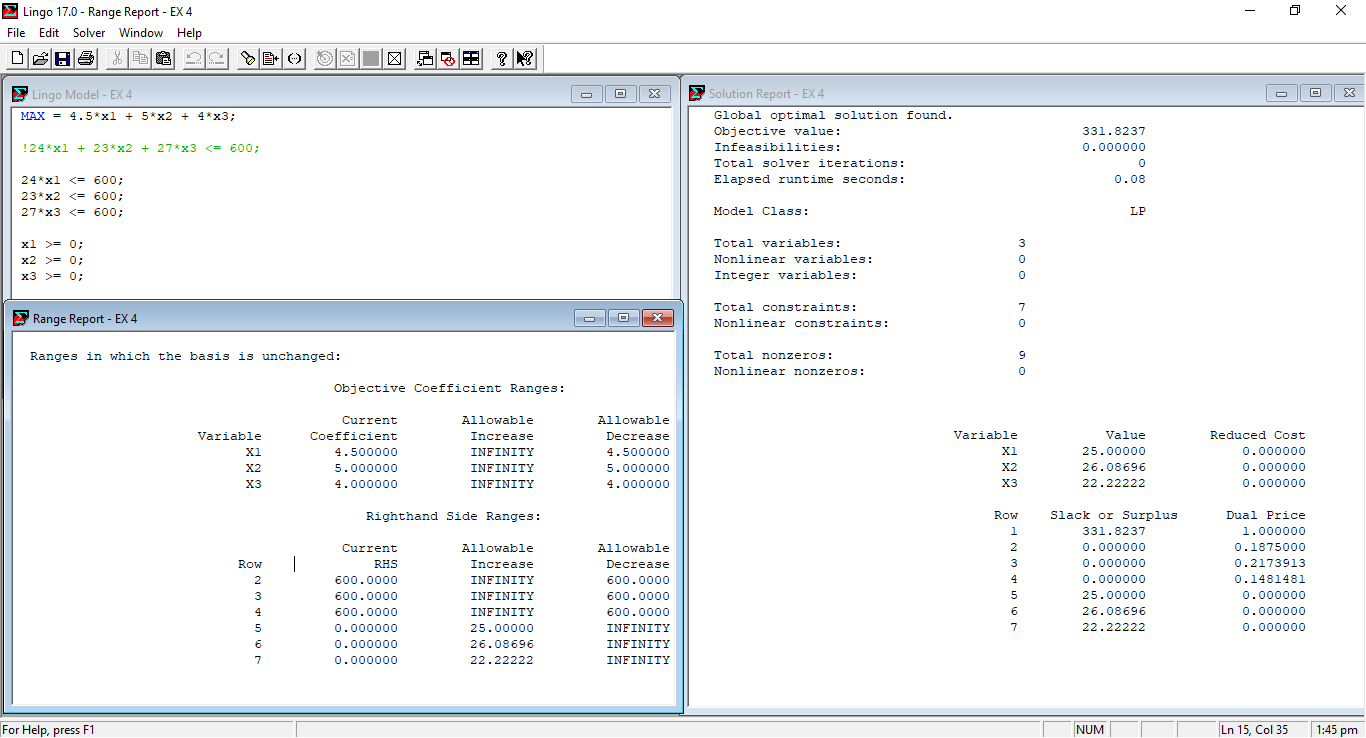 Lingo 17.0 - Range Report - EX 4
File Edit Solver Window Help
Lingo Model - EX 4
MAX = 4.5*x1 + 5*x2 + 4*x3;
!24*x1 + 23*x2 + 27*x3 <= 600;
24*x1 <= 600;
23*x2 <= 600;
27*x3 <= 600;
x1 >= 0;
x2 >= 0;
x3 >= 0;
Range Report - EX 4
Ranges in which the basis is unchanged:
Objective Coefficient Ranges:
Current Allowable Allowable
Variable Coefficient Increase Decrease
X1 4.500000 INFINITY 4.500000
X2 5.000000 INFINITY 5.000000
X3 4.000000 INFINITY 4.000000
Righthand Side Ranges:
Current Allowable Allowable
Row RHS Increase Decrease
2 600.0000 INFINITY 600.0000
3 600.0000 INFINITY 600.0000
4 600.0000 INFINITY 600.0000
5 0.000000 25.00000 INFINITY
6 0.000000 26.08696 INFINITY
7 0.000000 22.22222 INFINITY
Solution Report - EX 4
Global optimal solution found.
Objective value: 331.8237
Infeasibilities: 0.000000
Total solver iterations: 0
Elapsed runtime seconds: 0.08
Model Class: LP
Total variables: 3
Nonlinear variables: 0
Integer variables: 0
Total constraints: 7
Nonlinear constraints: 0
Total nonzeros: 9
Nonlinear nonzeros: 0
Variable Value Reduced Cost
X1 25.00000 0.000000
X2 26.08696 0.000000
X3 22.22222 0.000000
Row Slack or Surplus Dual Price
1 331.8237 1.000000
2 0.000000 0.1875000
3 0.000000 0.2173913
4 0.000000 0.1481481
5 25.00000 0.000000
6 26.08696 0.000000
7 22.22222 0.000000
For Help, press F1 NUM Ln 15, Col 35 1:45 pm